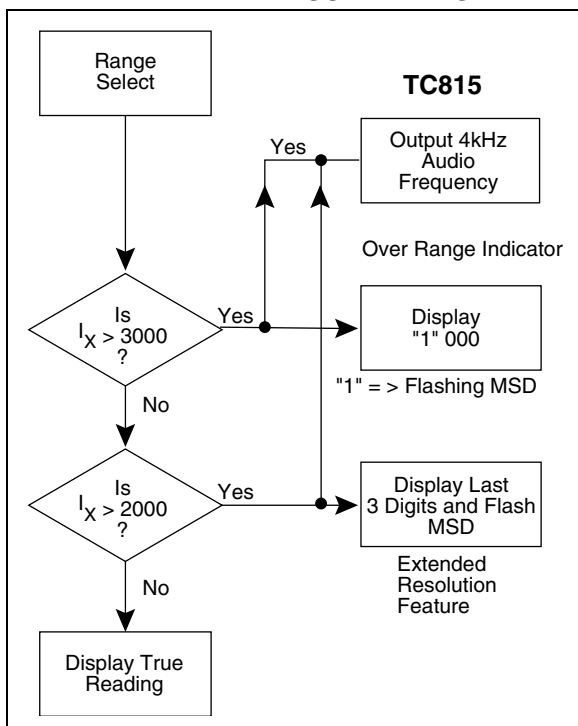 Range
Select
TC815
Yes
Output 4kHz
Audio
Frequency
Over Range Indicator
Is
I_X > 3000
?
Yes
Display
"1" 000
"1" = > Flashing MSD
No
Is
I_X > 2000
?
Yes
Display Last
3 Digits and Flash
MSD
Extended
Resolution
Feature
No
Display True
Reading